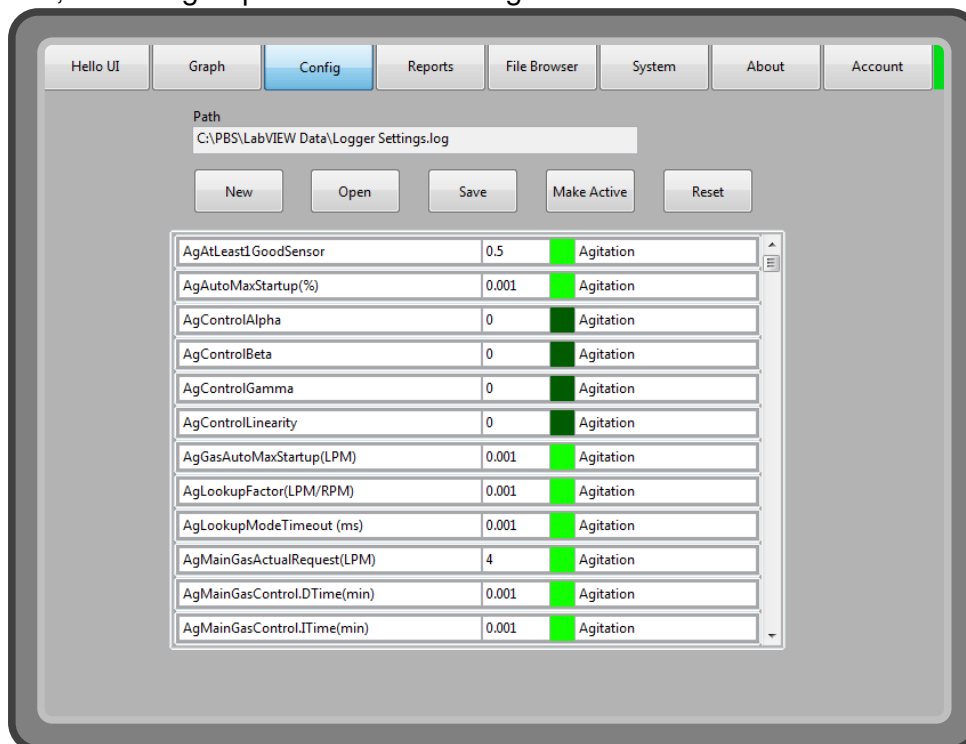 Hello UI Graph Config Reports File Browser System About Account
Path
C:\PBS\LabVIEW Data\Logger Settings.log
New Open Save Make Active Reset
AgAtLeast1GoodSensor 0.5 Agitation
AgAutoMaxStartup(%) 0.001 Agitation
AgControlAlpha 0 Agitation
AgControlBeta 0 Agitation
AgControlGamma 0 Agitation
AgControlLinearity 0 Agitation
AgGasAutoMaxStartup(LPM) 0.001 Agitation
AgLookupFactor(LPM/RPM) 0.001 Agitation
AgLookupModeTimeout (ms) 0.001 Agitation
AgMainGasActualRequest(LPM) 4 Agitation
AgMainGasControl.DTime(min) 0.001 Agitation
AgMainGasControl.ITime(min) 0.001 Agitation